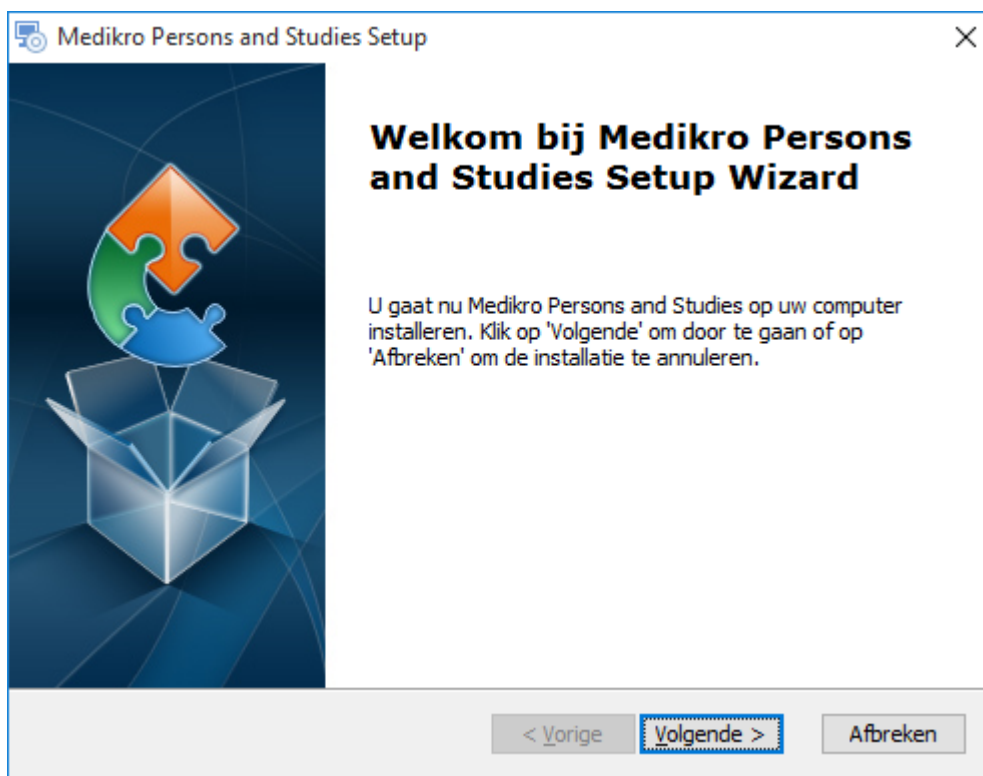 Medikro Persons and Studies Setup
Welkom bij Medikro Persons
and Studies Setup Wizard
U gaat nu Medikro Persons and Studies op uw computer
installeren. Klik op 'Volgende' om door te gaan of op
'Afbreken' om de installatie te annuleren.
< Vorige
Volgende >
Afbreken